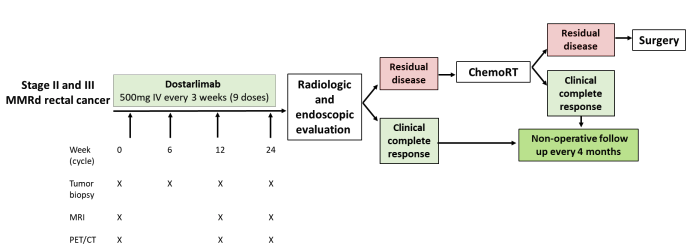 Stage II and III
MMRd rectal cancer
Dostarlimab
500mg IV every 3 weeks (9 doses)
Radiologic
and
endoscopic
evaluation
Residual
disease
Clinical
complete
response
ChemoRT
Residual
disease
Surgery
Clinical
complete
response
Non-operative follow
up every 4 months
Week
(cycle)
0 6 12 24
Tumor
biopsy
X X X X
MRI X X X
PET/CT X X X